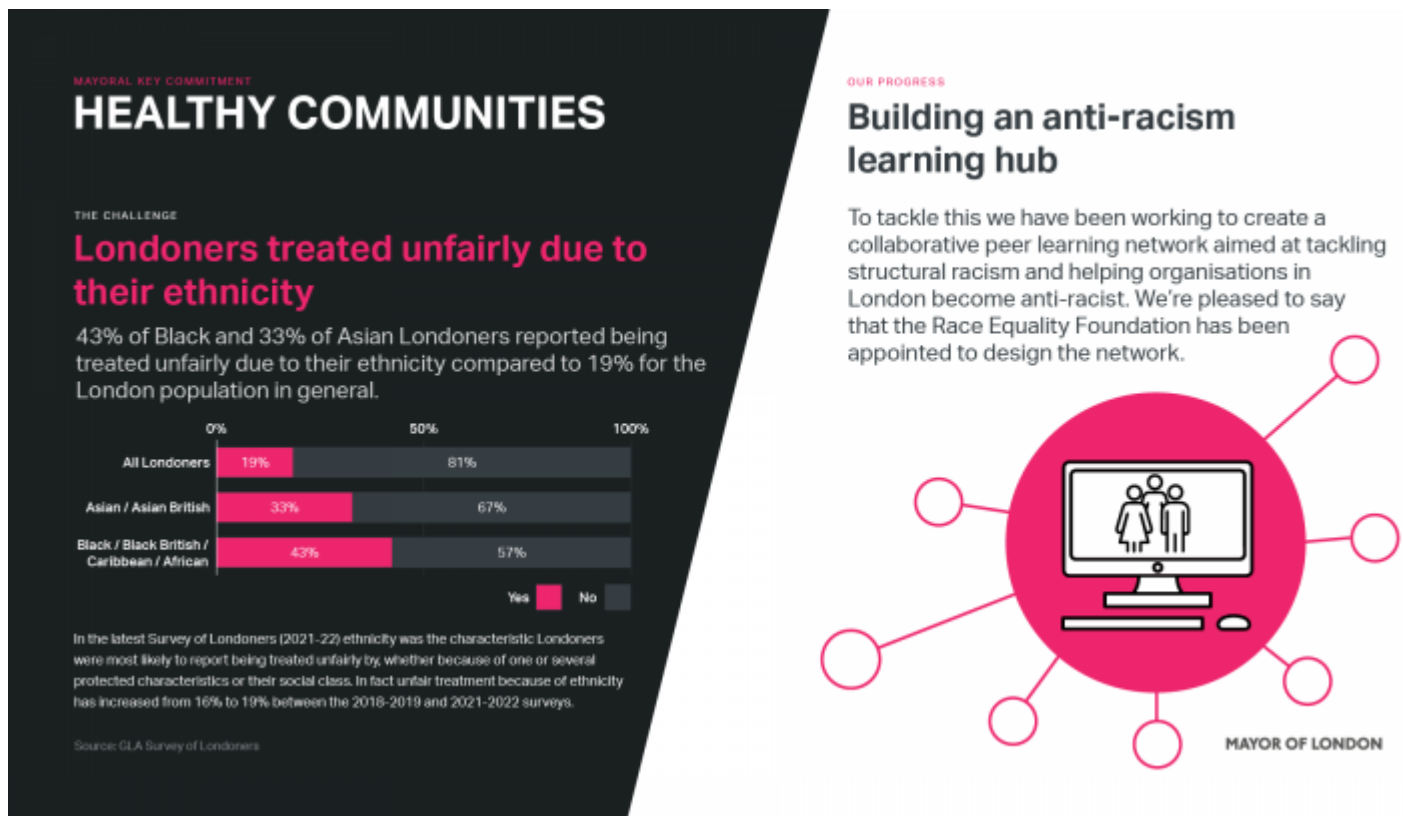 MAYORAL KEY COMMITMENT
HEALTHY COMMUNITIES
THE CHALLENGE
Londoners treated unfairly due to
their ethnicity
43% of Black and 33% of Asian Londoners reported being
treated unfairly due to their ethnicity compared to 19% for the
London population in general.
0% 50% 100%
All Londoners 19% 81%
Asian / Asian British 33% 67%
Black / Black British /
Caribbean / African 43% 57%
Yes No
In the latest Survey of Londoners (2021-22) ethnicity was the characteristic Londoners
were most likely to report being treated unfairly by, whether because of one or several
protected characteristics or their social class. In fact unfair treatment because of ethnicity
has increased from 16% to 19% between the 2018-2019 and 2021-2022 surveys.
Source: GLA Survey of Londoners
OUR PROGRESS
Building an anti-racism
learning hub
To tackle this we have been working to create a
collaborative peer learning network aimed at tackling
structural racism and helping organisations in
London become anti-racist. We're pleased to say
that the Race Equality Foundation has been
appointed to design the network.
MAYOR OF LONDON